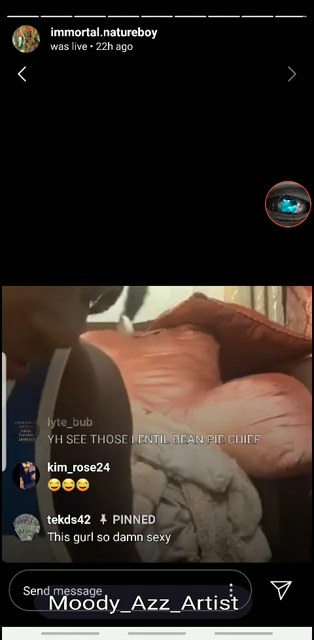 immortal.natureboy
was live • 22h ago
lyte_bub
YH SEE THOSE LENTIL BEAN PIE CHIEF
kim_rose24
😂😂😂
tekds42 PINNED
This gurl so damn sexy
Send message
Moody_Azz_Artist